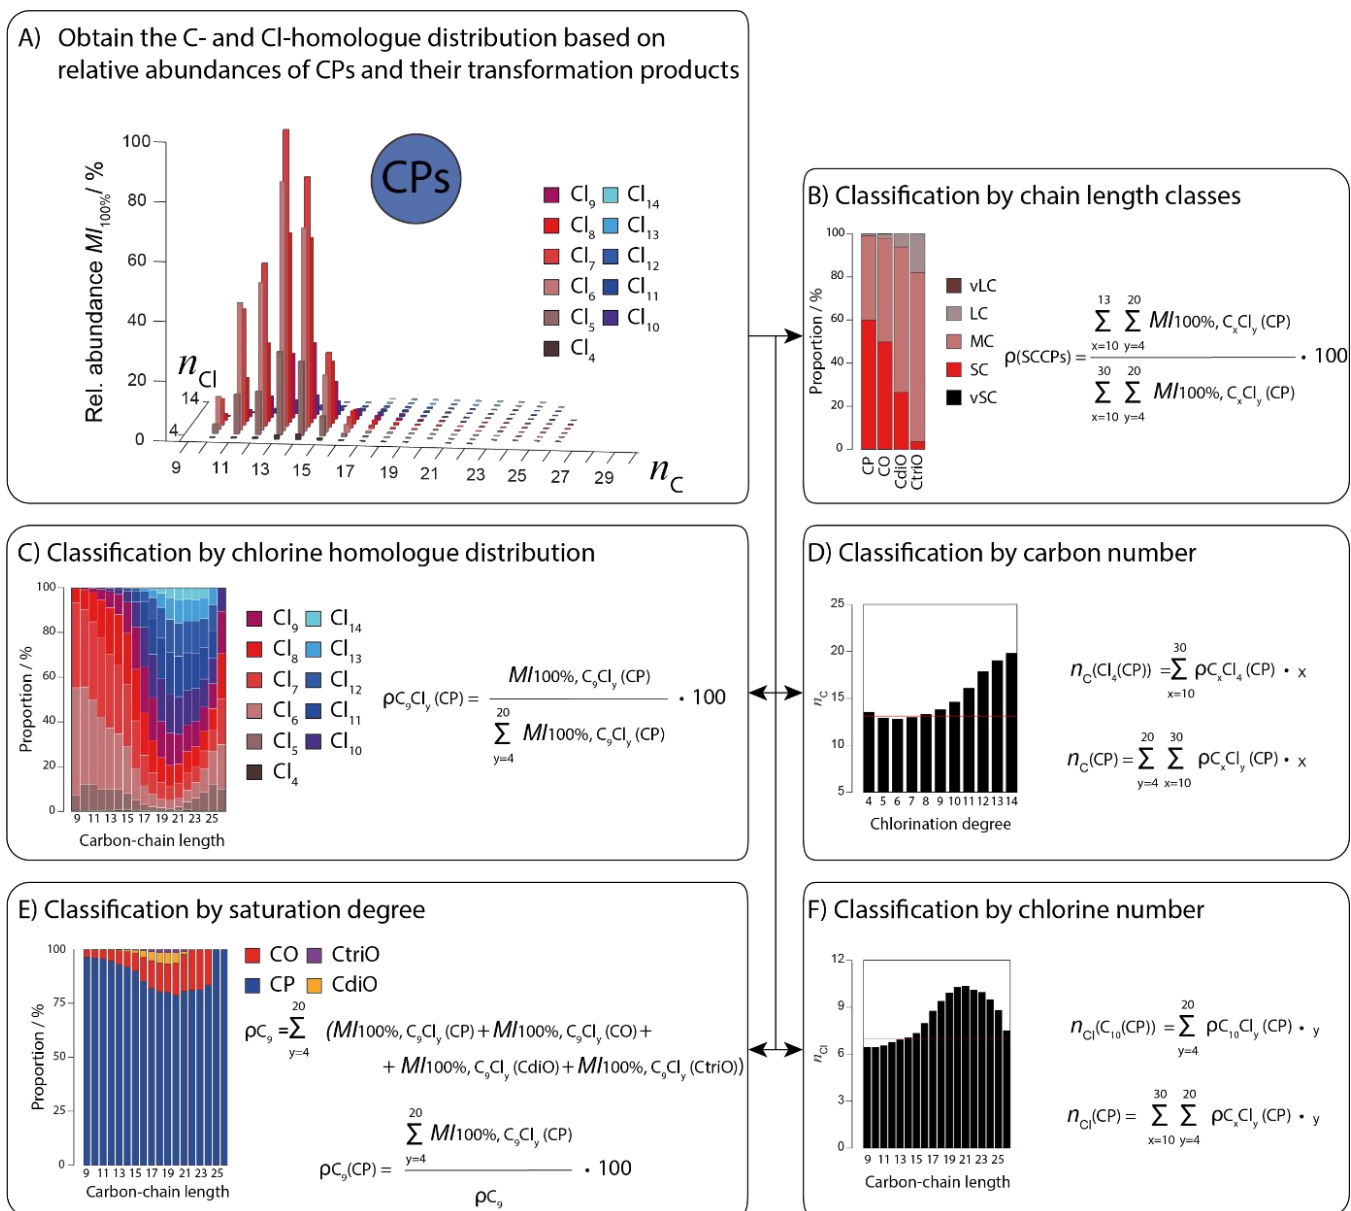 A) Obtain the C- and Cl-homologue distribution based on
relative abundances of CPs and their transformation products
Rel. abundance MI100%/ %
100
80
60
40
20
0
nCl
14
4
9 11 13 15 17 19 21 23 25 27 29
nC
CPs
Cl9 Cl14
Cl8 Cl13
Cl7 Cl12
Cl6 Cl11
Cl5 Cl10
Cl4
B) Classification by chain length classes
Proportion / %
100
80
60
40
20
0
CP CO CdiO CtriO
vLC
LC
MC
SC
vSC
ρ(SCCPs) = ∑ x=10 13 ∑ y=4 20 MI100%, CxCly (CP) / ∑ x=10 30 ∑ y=4 20 MI100%, CxCly (CP) • 100
C) Classification by chlorine homologue distribution
Proportion / %
100
80
60
40
20
0
9 11 13 15 17 19 21 23 25
Carbon-chain length
Cl9 Cl14
Cl8 Cl13
Cl7 Cl12
Cl6 Cl11
Cl5 Cl10
Cl4
ρC9Cly (CP) = MI100%, C9Cly (CP) / ∑ y=4 20 MI100%, C9Cly (CP) • 100
D) Classification by carbon number
nC
25
20
15
10
5
4 5 6 7 8 9 10 11 12 13 14
Chlorination degree
nC(Cl4(CP)) = ∑ x=10 30 ρCxCl4 (CP) • x
nC(CP) = ∑ y=4 20 ∑ x=10 30 ρCxCly (CP) • x
E) Classification by saturation degree
Proportion / %
100
75
50
25
0
9 11 13 15 17 19 21 23 25
Carbon-chain length
CO CtriO
CP CdiO
ρC9 = ∑ y=4 20 (MI100%, C9Cly (CP) + MI100%, C9Cly (CO) +
+ MI100%, C9Cly (CdiO) + MI100%, C9Cly (CtriO))
ρC9(CP) = ∑ y=4 20 MI100%, C9Cly (CP) / ρC9 • 100
F) Classification by chlorine number
nCl
12
9
6
3
0
9 11 13 15 17 19 21 23 25
Carbon-chain length
nCl(C10(CP)) = ∑ y=4 20 ρC10Cly (CP) • y
nCl(CP) = ∑ x=10 30 ∑ y=4 20 ρCxCly (CP) • y